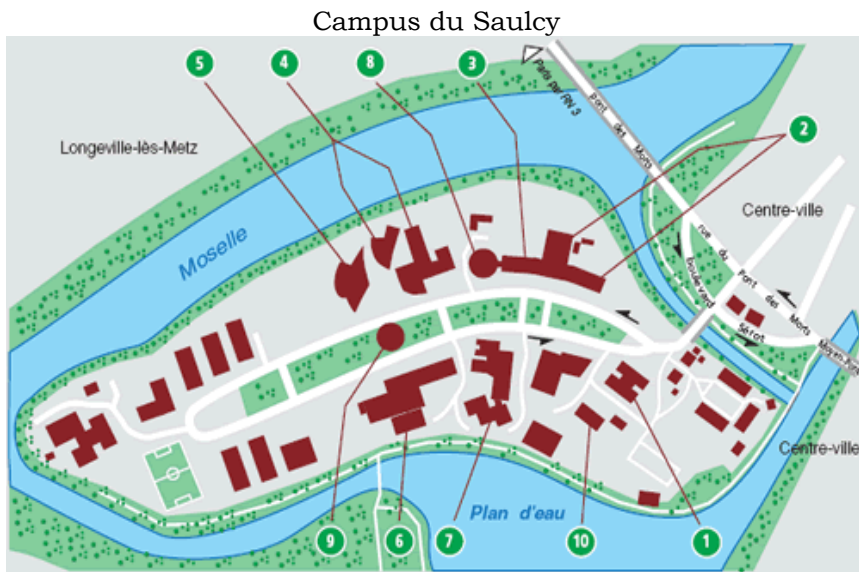 Campus du Saulcy
5
4
8
3
2
Paris par RN 3
Pont des Morts
Longeville-lès-Metz
Centre-ville
Moselle
rue du Pont des Morts
boulevard
Sérot
Moyen-Pont
Centre-ville
Plan d'eau
9
6
7
10
1